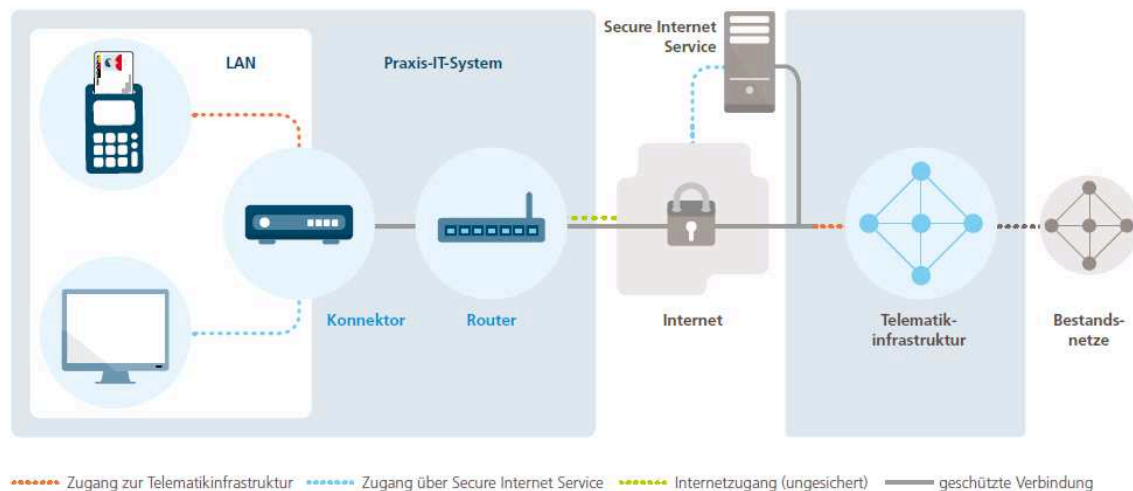 Secure Internet
Service
LAN
Praxis-IT-System
Konnektor
Router
Internet
Telematik-
infrastruktur
Bestands-
netze
Zugang zur Telematikinfrastruktur
Zugang über Secure Internet Service
Internetzugang (ungesichert)
geschützte Verbindung